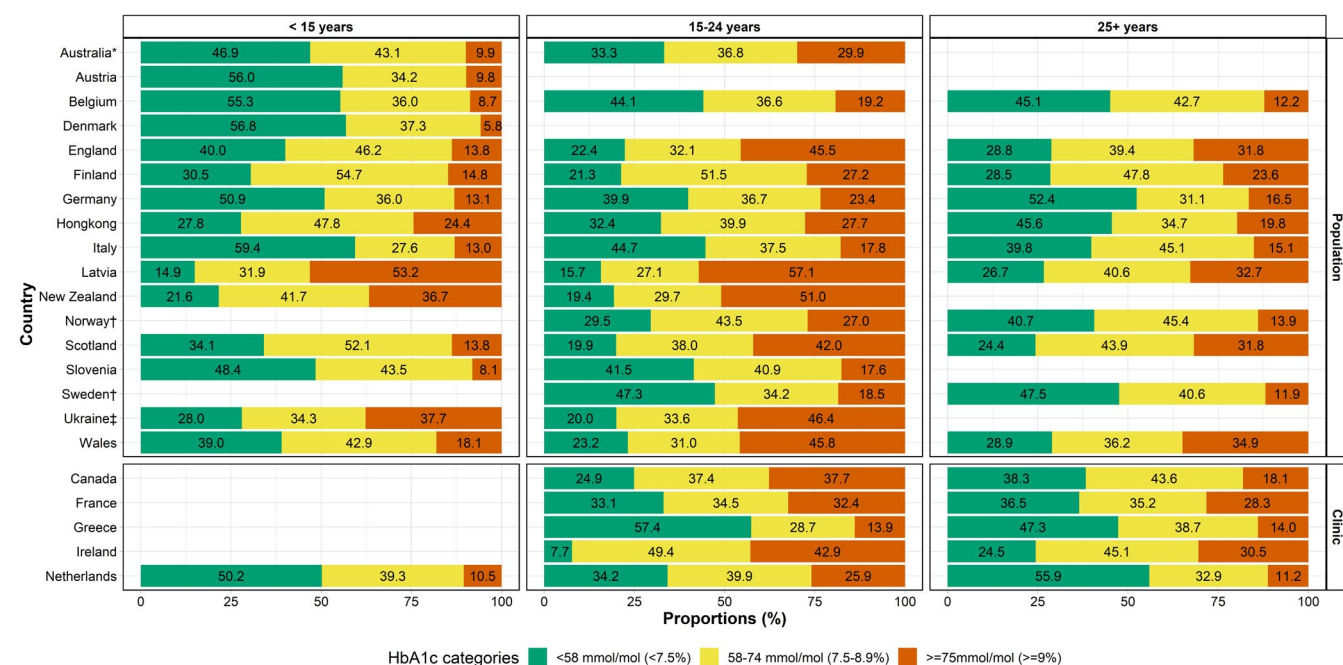 < 15 years 15-24 years 25+ years
Australia* 46.9 43.1 9.9 33.3 36.8 29.9
Austria 56.0 34.2 9.8
Belgium 55.3 36.0 8.7 44.1 36.6 19.2 45.1 42.7 12.2
Denmark 56.8 37.3 5.8
England 40.0 46.2 13.8 22.4 32.1 45.5 28.8 39.4 31.8
Finland 30.5 54.7 14.8 21.3 51.5 27.2 28.5 47.8 23.6
Germany 50.9 36.0 13.1 39.9 36.7 23.4 52.4 31.1 16.5
Hongkong 27.8 47.8 24.4 32.4 39.9 27.7 45.6 34.7 19.8
Italy 59.4 27.6 13.0 44.7 37.5 17.8 39.8 45.1 15.1
Latvia 14.9 31.9 53.2 15.7 27.1 57.1 26.7 40.6 32.7
New Zealand 21.6 41.7 36.7 19.4 29.7 51.0
Norway† 29.5 43.5 27.0 40.7 45.4 13.9
Scotland 34.1 52.1 13.8 19.9 38.0 42.0 24.4 43.9 31.8
Slovenia 48.4 43.5 8.1 41.5 40.9 17.6
Sweden† 47.3 34.2 18.5 47.5 40.6 11.9
Ukraine‡ 28.0 34.3 37.7 20.0 33.6 46.4
Wales 39.0 42.9 18.1 23.2 31.0 45.8 28.9 36.2 34.9
Population
Country
Canada 24.9 37.4 37.7 38.3 43.6 18.1
France 33.1 34.5 32.4 36.5 35.2 28.3
Greece 57.4 28.7 13.9 47.3 38.7 14.0
Ireland 7.7 49.4 42.9 24.5 45.1 30.5
Netherlands 50.2 39.3 10.5 34.2 39.9 25.9 55.9 32.9 11.2
Clinic
0 25 50 75 100 0 25 50 75 100 0 25 50 75 100
Proportions (%)
HbA1c categories <58 mmol/mol (<7.5%) 58-74 mmol/mol (7.5-8.9%) >=75mmol/mol (>=9%)